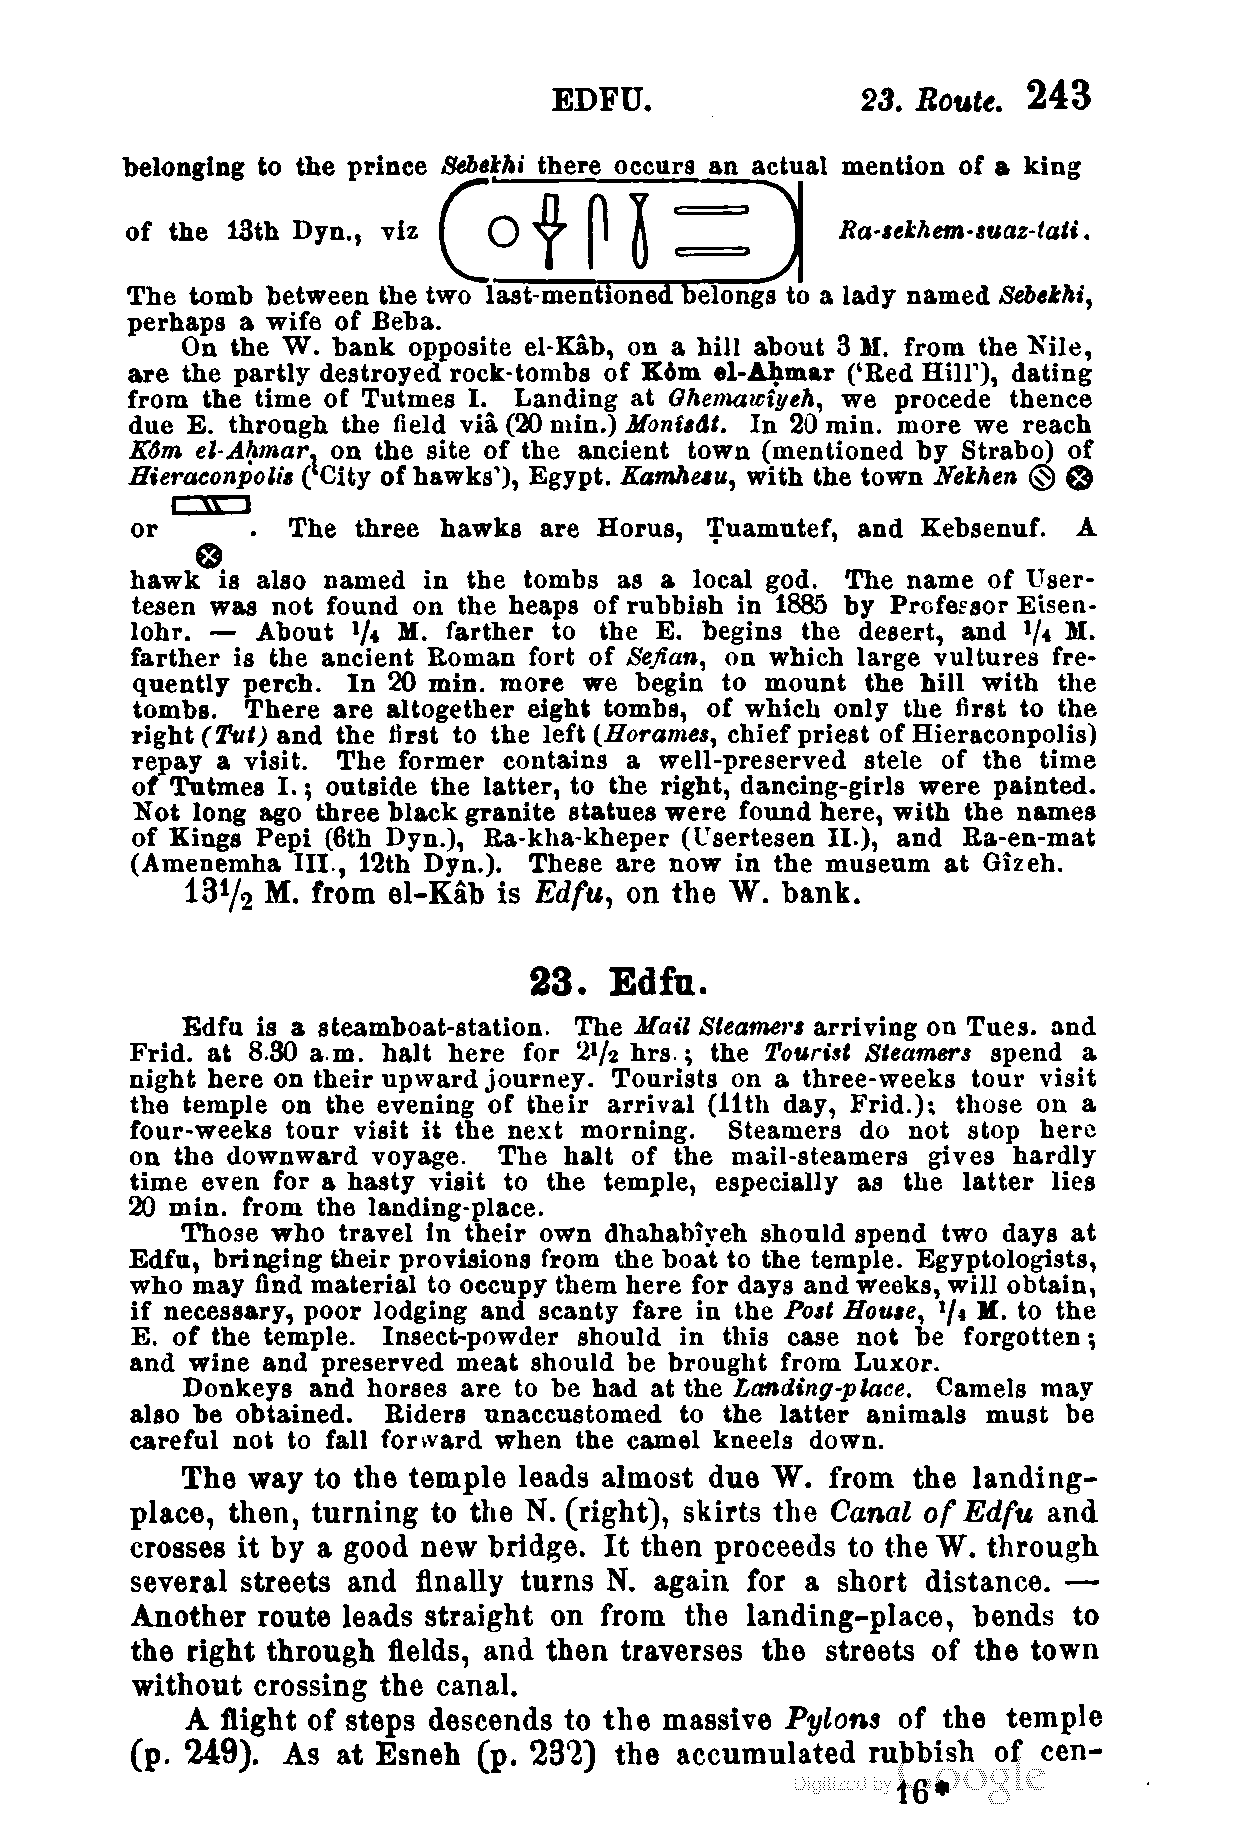 EDFU. 23. Route. 243
belonging to the prince Sebekhi there occurs an actual mention of a king
of the 13th Dyn., viz Ra-sekhem-suaz-tati.
The tomb between the two last-mentioned belongs to a lady named Sebekhi,
perhaps a wife of Beba.
On the W. bank opposite el-Kâb, on a hill about 3 M. from the Nile,
are the partly destroyed rock-tombs of Kôm el-Aḥmar (‘Red Hill’), dating
from the time of Tutmes I. Landing at Ghemawîyeh, we procede thence
due E. through the field viâ (20 min.) Monîsât. In 20 min. more we reach
Kôm el-Aḥmar, on the site of the ancient town (mentioned by Strabo) of
Hieraconpolis (‘City of hawks’), Egypt. Kamhesu, with the town Nekhen
or . The three hawks are Horus, Ṭuamutef, and Kebsenuf. A
hawk is also named in the tombs as a local god. The name of User-
tesen was not found on the heaps of rubbish in 1885 by Professor Eisen-
lohr. — About 1/4 M. farther to the E. begins the desert, and 1/4 M.
farther is the ancient Roman fort of Sefian, on which large vultures fre-
quently perch. In 20 min. more we begin to mount the hill with the
tombs. There are altogether eight tombs, of which only the first to the
right (Tut) and the first to the left (Horames, chief priest of Hieraconpolis)
repay a visit. The former contains a well-preserved stele of the time
of Tutmes I.; outside the latter, to the right, dancing-girls were painted.
Not long ago three black granite statues were found here, with the names
of Kings Pepi (6th Dyn.), Ra-kha-kheper (Usertesen II.), and Ra-en-mat
(Amenemha III., 12th Dyn.). These are now in the museum at Gîzeh.
13 1/2 M. from el-Kâb is Edfu, on the W. bank.
23. Edfu.
Edfu is a steamboat-station. The Mail Steamers arriving on Tues. and
Frid. at 8.30 a.m. halt here for 2 1/2 hrs.; the Tourist Steamers spend a
night here on their upward journey. Tourists on a three-weeks tour visit
the temple on the evening of their arrival (11th day, Frid.); those on a
four-weeks tour visit it the next morning. Steamers do not stop here
on the downward voyage. The halt of the mail-steamers gives hardly
time even for a hasty visit to the temple, especially as the latter lies
20 min. from the landing-place.
Those who travel in their own dhahabîyeh should spend two days at
Edfu, bringing their provisions from the boat to the temple. Egyptologists,
who may find material to occupy them here for days and weeks, will obtain,
if necessary, poor lodging and scanty fare in the Post House, 1/4 M. to the
E. of the temple. Insect-powder should in this case not be forgotten;
and wine and preserved meat should be brought from Luxor.
Donkeys and horses are to be had at the Landing-place. Camels may
also be obtained. Riders unaccustomed to the latter animals must be
careful not to fall forward when the camel kneels down.
The way to the temple leads almost due W. from the landing-
place, then, turning to the N. (right), skirts the Canal of Edfu and
crosses it by a good new bridge. It then proceeds to the W. through
several streets and finally turns N. again for a short distance. —
Another route leads straight on from the landing-place, bends to
the right through fields, and then traverses the streets of the town
without crossing the canal.
A flight of steps descends to the massive Pylons of the temple
(p. 249). As at Esneh (p. 232) the accumulated rubbish of cen-
Digitized by Google
16*